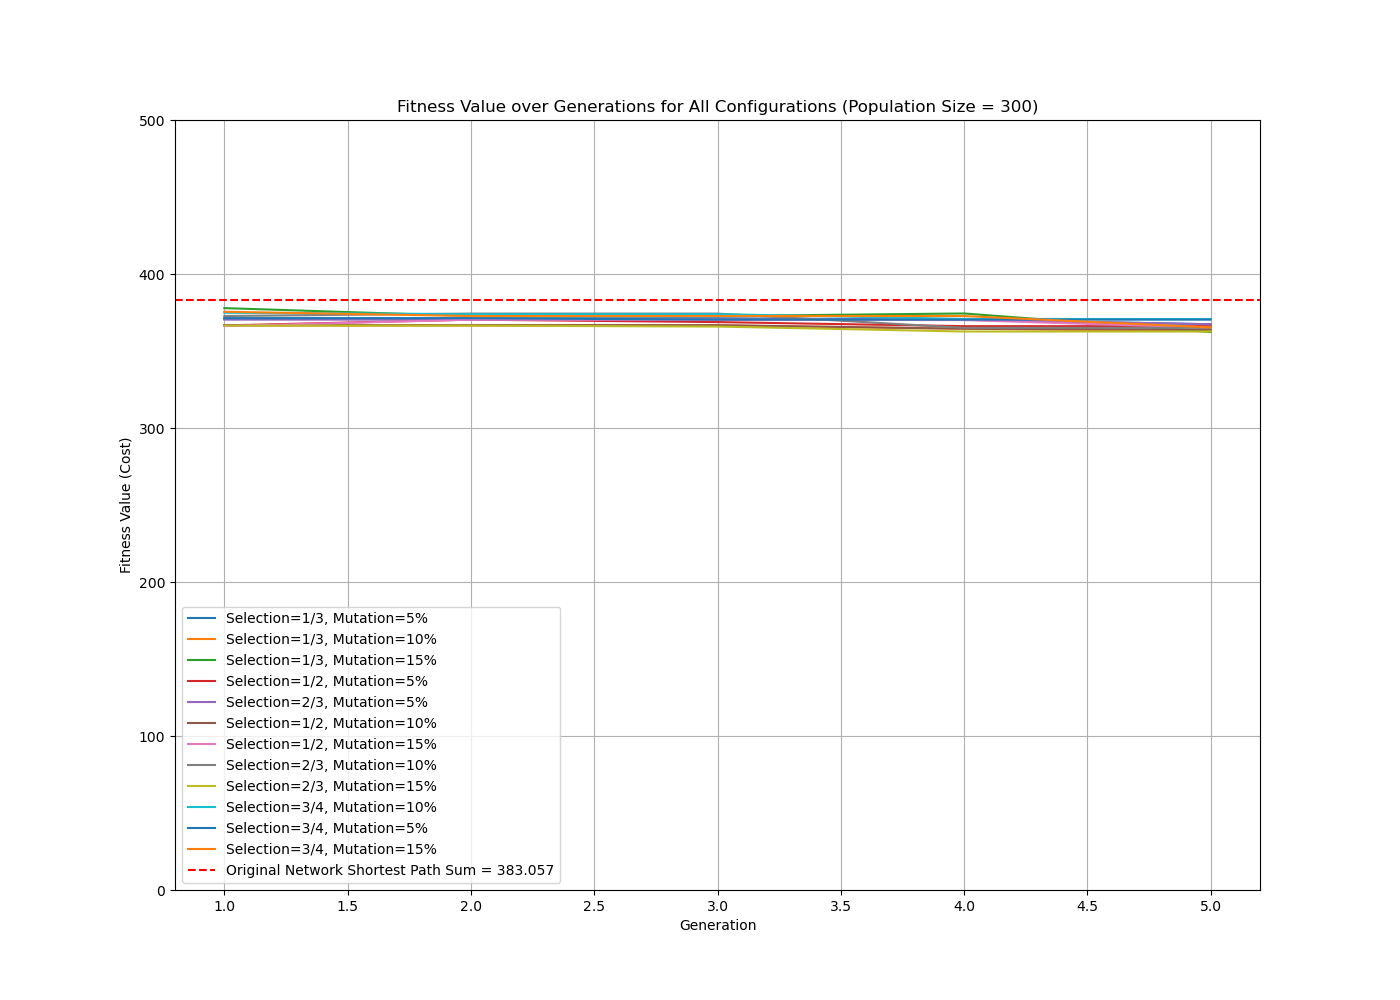 Fitness Value over Generations for All Configurations (Population Size = 300)
500
400
300
200
100
0
Fitness Value (Cost)
Selection=1/3, Mutation=5%
Selection=1/3, Mutation=10%
Selection=1/3, Mutation=15%
Selection=1/2, Mutation=5%
Selection=2/3, Mutation=5%
Selection=1/2, Mutation=10%
Selection=1/2, Mutation=15%
Selection=2/3, Mutation=10%
Selection=2/3, Mutation=15%
Selection=3/4, Mutation=10%
Selection=3/4, Mutation=5%
Selection=3/4, Mutation=15%
Original Network Shortest Path Sum = 383.057
1.0 1.5 2.0 2.5 3.0 3.5 4.0 4.5 5.0
Generation